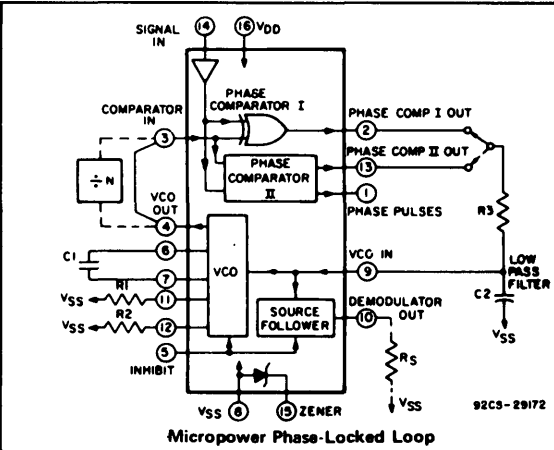 SIGNAL IN
14
16 VDD
PHASE COMPARATOR I
COMPARATOR IN
3
2
PHASE COMP I OUT
13
PHASE COMP II OUT
÷ N
PHASE COMPARATOR II
1
PHASE PULSES
VCO OUT
4
R3
6
C1
VCO
VCO IN
9
LOW PASS FILTER
7
R1
VSS
11
SOURCE FOLLOWER
DEMODULATOR OUT
10
C2
VSS
R2
VSS
12
5
INHIBIT
RS
VSS
8
15 ZENER
VSS
92CS-29172
Micropower Phase-Locked Loop